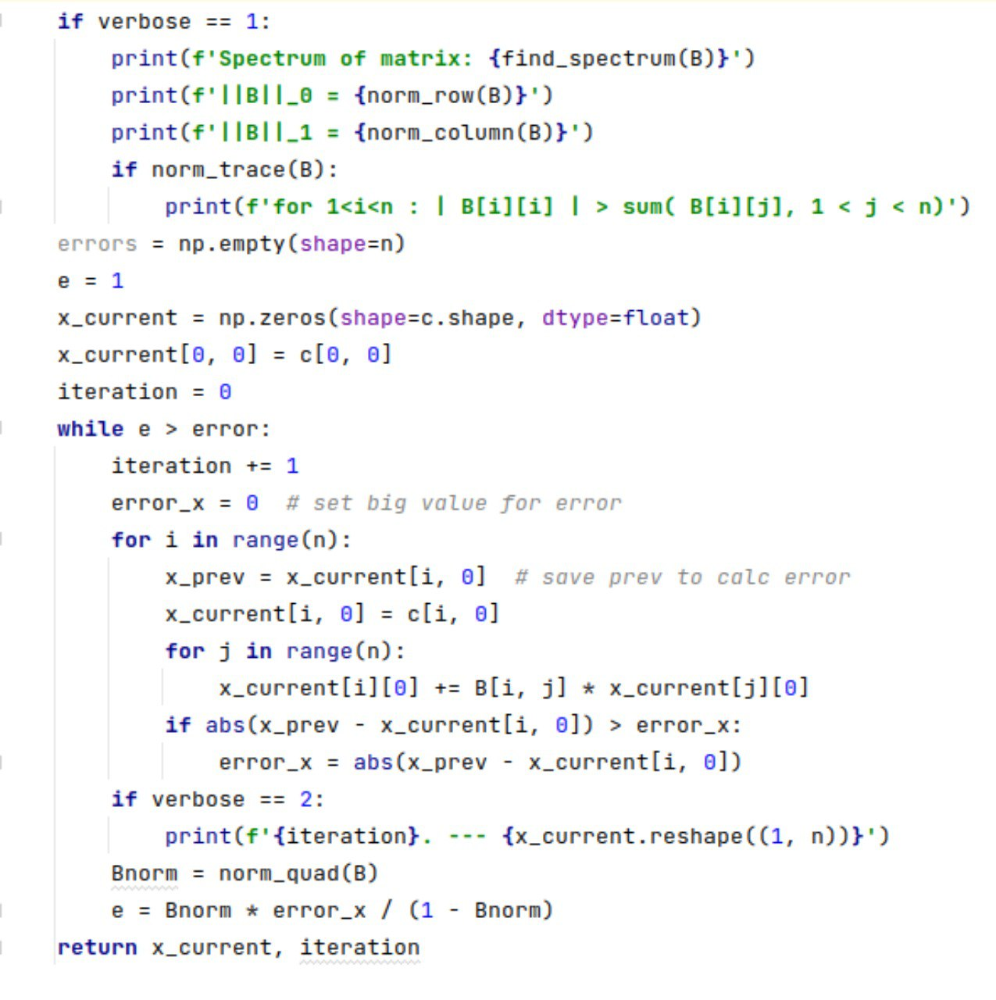 if verbose == 1:
    print(f'Spectrum of matrix: {find_spectrum(B)}')
    print(f'||B||_0 = {norm_row(B)}')
    print(f'||B||_1 = {norm_column(B)}')
    if norm_trace(B):
        print(f'for 1<i<n : | B[i][i] | > sum( B[i][j], 1 < j < n)')
errors = np.empty(shape=n)
e = 1
x_current = np.zeros(shape=c.shape, dtype=float)
x_current[0, 0] = c[0, 0]
iteration = 0
while e > error:
    iteration += 1
    error_x = 0  # set big value for error
    for i in range(n):
        x_prev = x_current[i, 0]  # save prev to calc error
        x_current[i, 0] = c[i, 0]
        for j in range(n):
            x_current[i][0] += B[i, j] * x_current[j][0]
        if abs(x_prev - x_current[i, 0]) > error_x:
            error_x = abs(x_prev - x_current[i, 0])
    if verbose == 2:
        print(f'{iteration}. --- {x_current.reshape((1, n))}')
    Bnorm = norm_quad(B)
    e = Bnorm * error_x / (1 - Bnorm)
return x_current, iteration